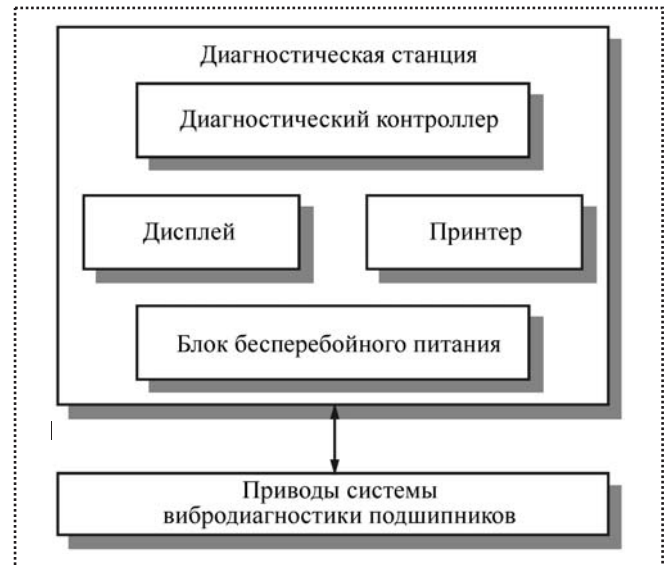 Диагностическая станция
Диагностический контроллер
Дисплей
Принтер
Блок бесперебойного питания
Приводы системы
вибродиагностики подшипников